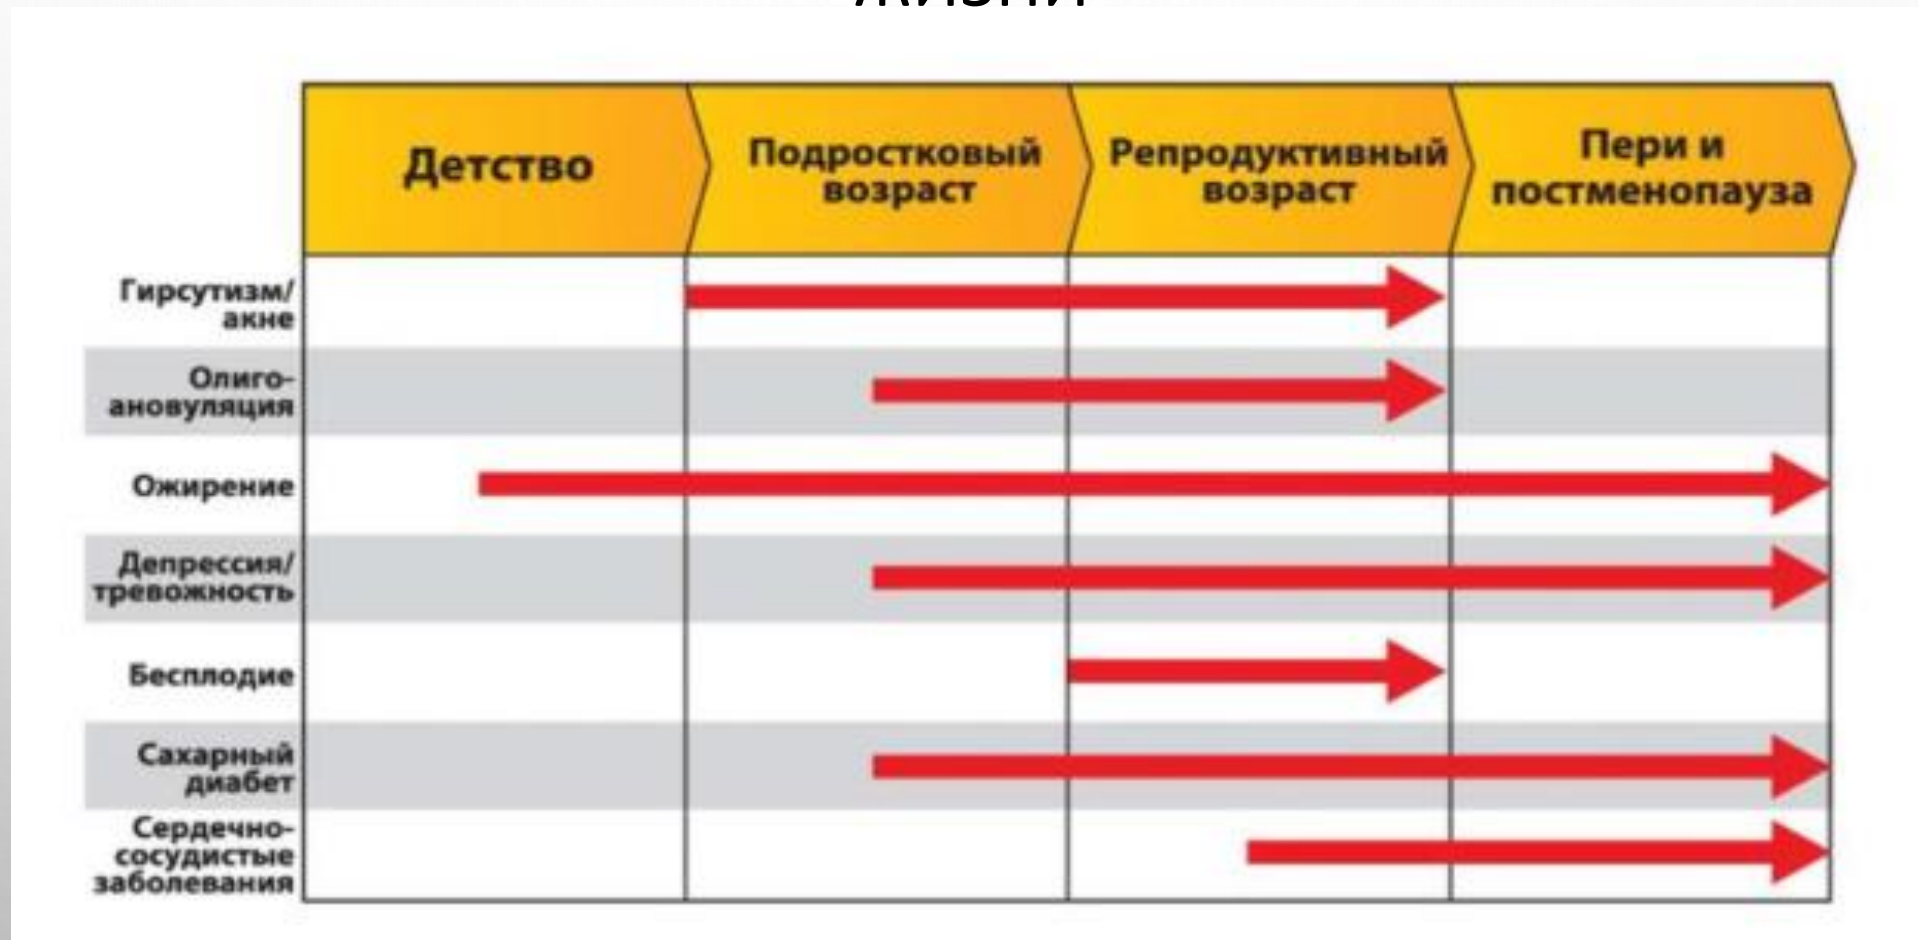 жизни
Детство
Подростковый
возраст
Репродуктивный
возраст
Пери и
постменопауза
Гирсутизм/
акне
Олиго-
ановуляция
Ожирение
Депрессия/
тревожность
Бесплодие
Сахарный
диабет
Сердечно-
сосудистые
заболевания